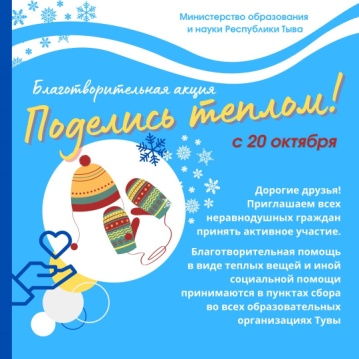 Министерство образования
и науки Республики Тыва
Благотворительная акция
Поделись теплом!
с 20 октября
Дорогие друзья!
Приглашаем всех
неравнодушных граждан
принять активное участие.
Благотворительная помощь
в виде теплых вещей и иной
социальной помощи
принимаются в пунктах сбора
во всех образовательных
организациях Тувы